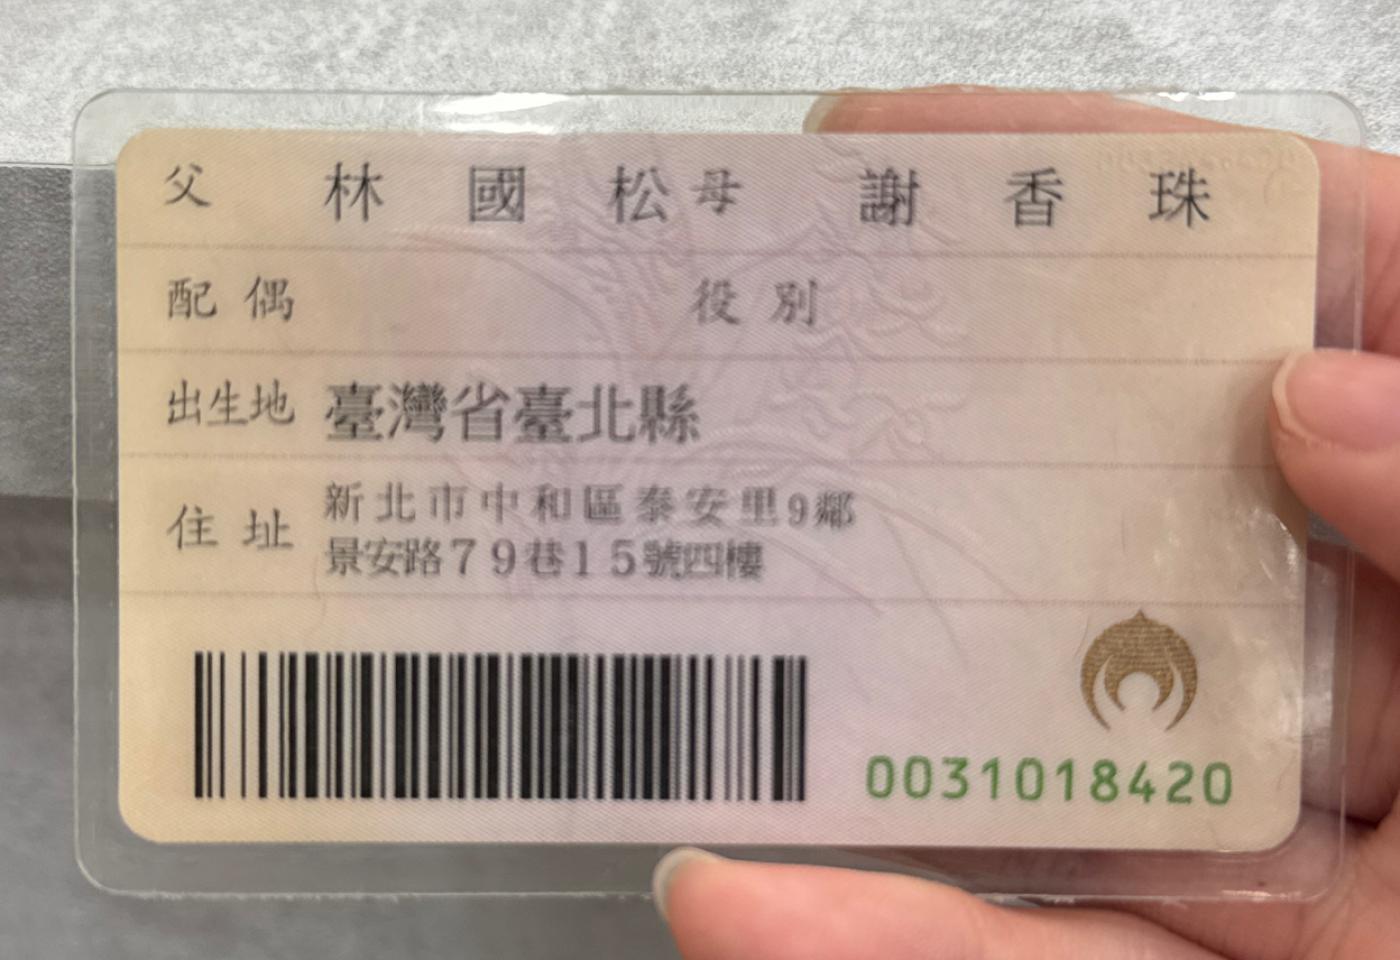 父 林國松 母 謝香珠
配偶 役別
出生地 臺灣省臺北縣
住址 新北市中和區泰安里9鄰
景安路79巷15號四樓
0031018420